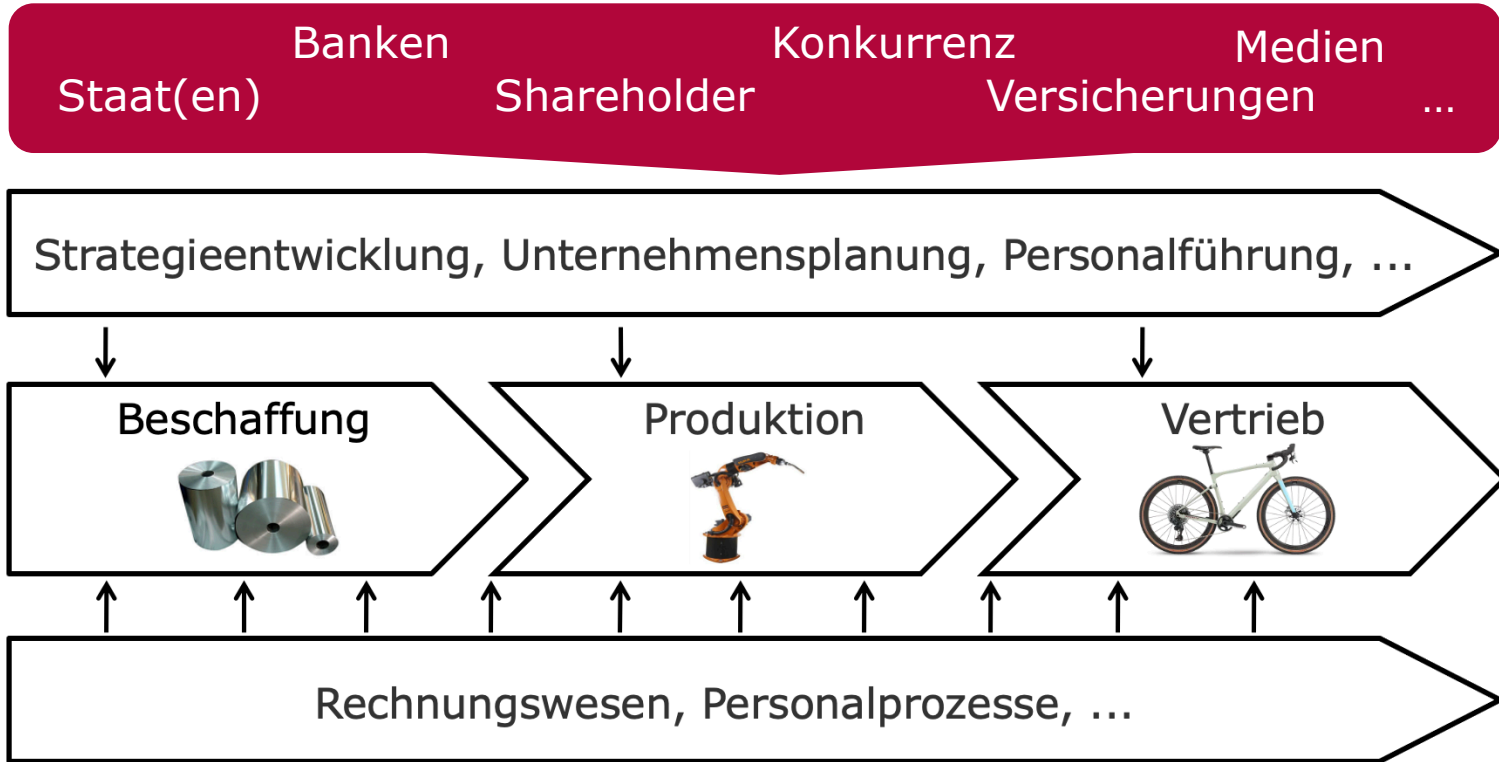 Banken Konkurrenz Medien
Staat(en) Shareholder Versicherungen ...
Strategieentwicklung, Unternehmensplanung, Personalführung, ...
Beschaffung Produktion Vertrieb
Rechnungswesen, Personalprozesse, ...